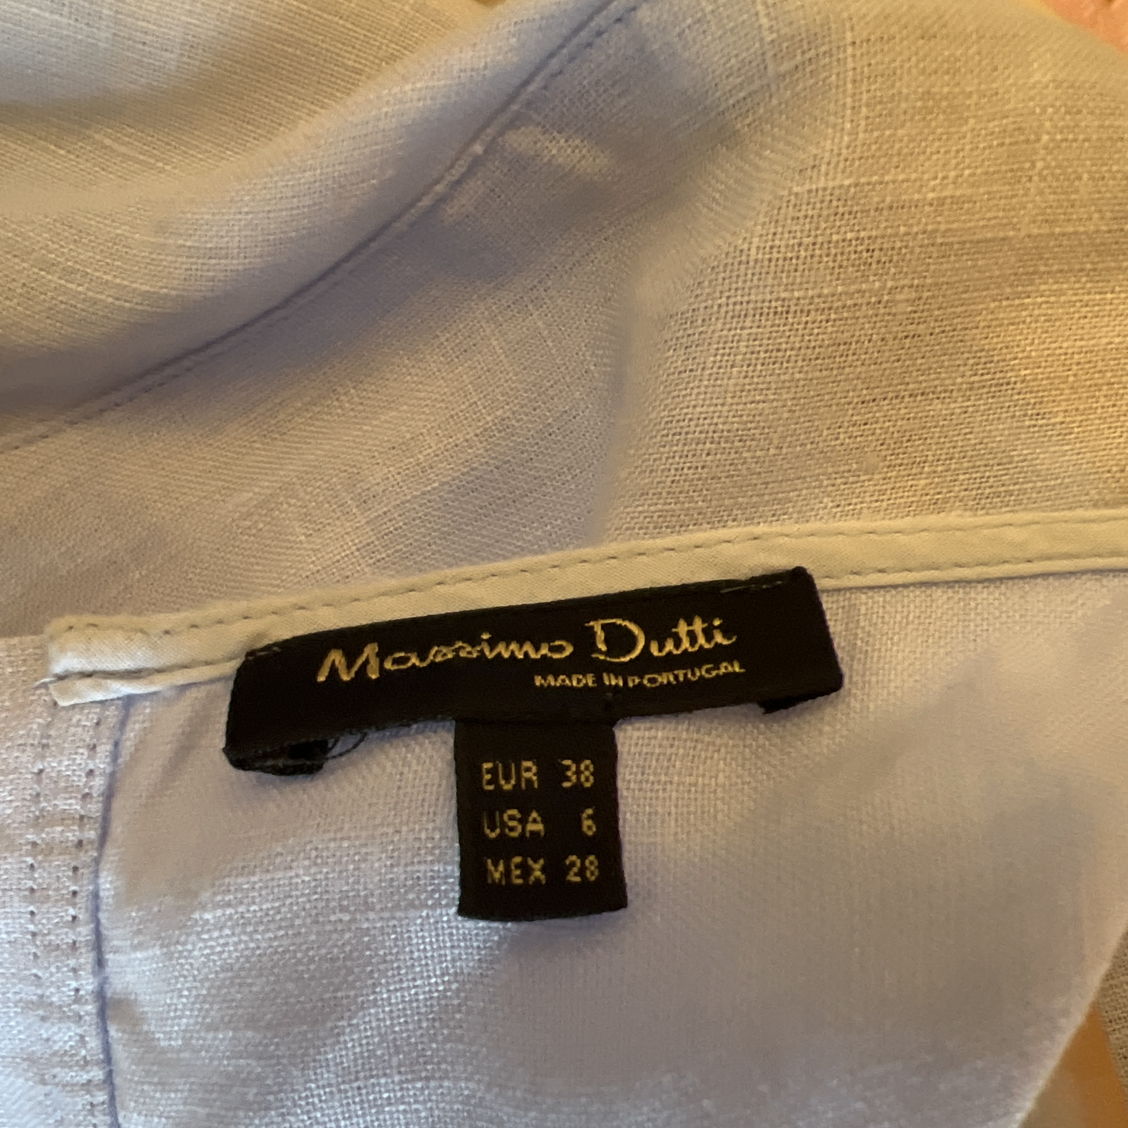 Massimo Dutti
MADE IN PORTUGAL
EUR 38
USA 6
MEX 28